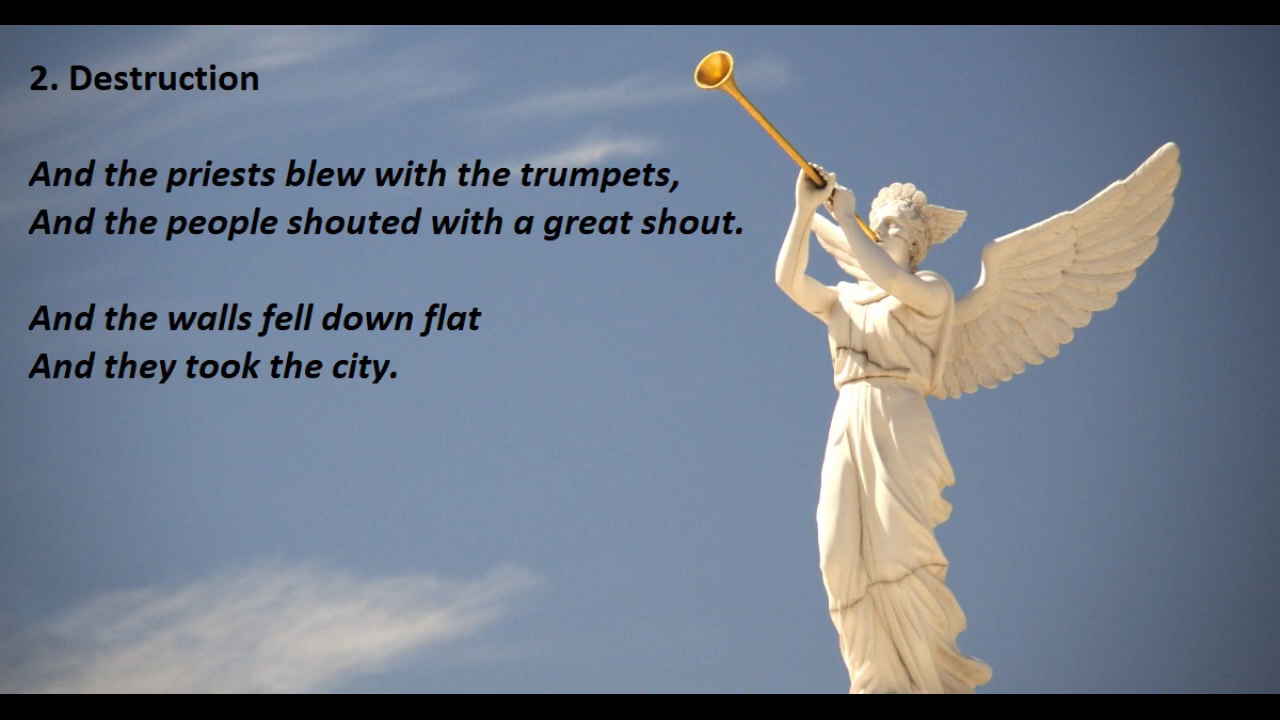 2. Destruction
And the priests blew with the trumpets,
And the people shouted with a great shout.
And the walls fell down flat
And they took the city.